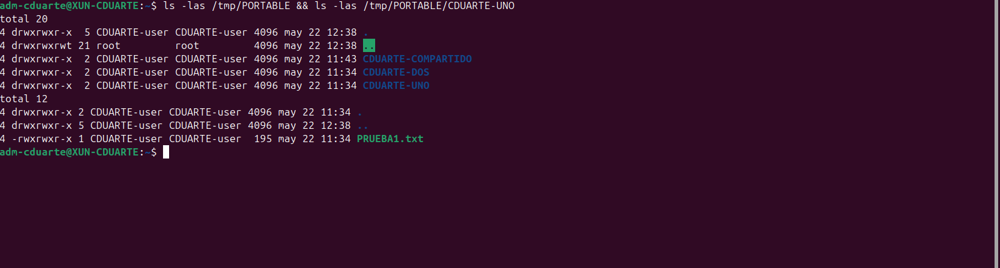 adm-cduarte@XUN-CDUARTE:~$ ls -las /tmp/PORTABLE && ls -las /tmp/PORTABLE/CDUARTE-UNO
total 20
4 drwxrwxr-x  5 CDUARTE-user CDUARTE-user 4096 may 22 12:38 .
4 drwxrwxrwt 21 root         root         4096 may 22 12:38 ..
4 drwxrwxr-x  2 CDUARTE-user CDUARTE-user 4096 may 22 11:43 CDUARTE-COMPARTIDO
4 drwxrwxr-x  2 CDUARTE-user CDUARTE-user 4096 may 22 11:34 CDUARTE-DOS
4 drwxrwxr-x  2 CDUARTE-user CDUARTE-user 4096 may 22 11:34 CDUARTE-UNO
total 12
4 drwxrwxr-x 2 CDUARTE-user CDUARTE-user 4096 may 22 11:34 .
4 drwxrwxr-x 5 CDUARTE-user CDUARTE-user 4096 may 22 12:38 ..
4 -rwxrwxr-x 1 CDUARTE-user CDUARTE-user  195 may 22 11:34 PRUEBA1.txt
adm-cduarte@XUN-CDUARTE:~$